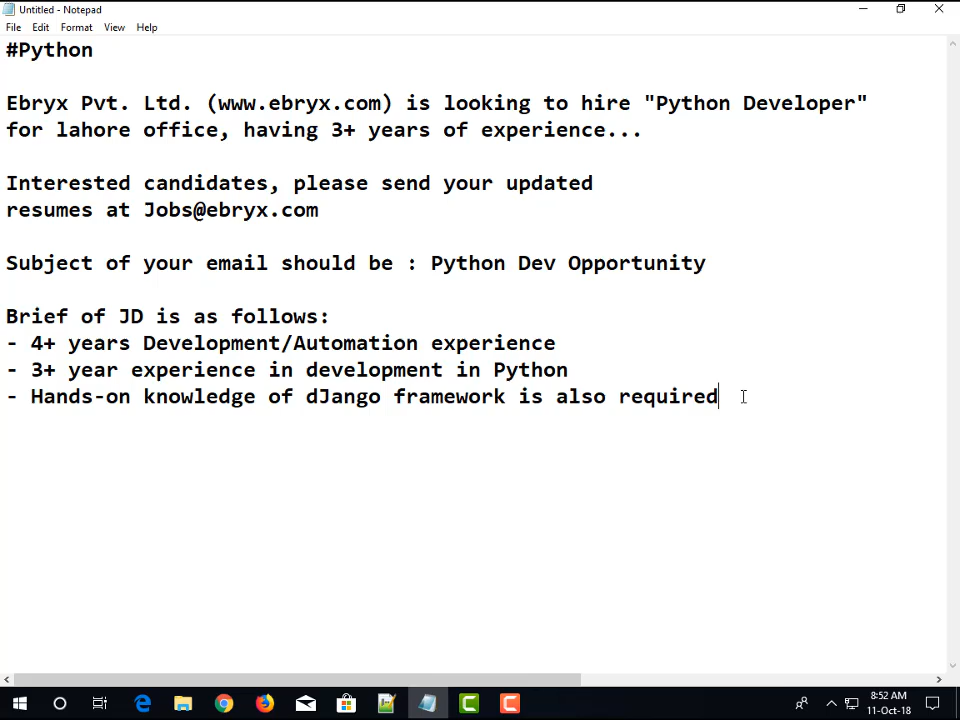 Untitled - Notepad
File Edit Format View Help
#Python
Ebryx Pvt. Ltd. (www.ebryx.com) is looking to hire "Python Developer"
for lahore office, having 3+ years of experience...
Interested candidates, please send your updated
resumes at Jobs@ebryx.com
Subject of your email should be : Python Dev Opportunity
Brief of JD is as follows:
- 4+ years Development/Automation experience
- 3+ year experience in development in Python
- Hands-on knowledge of dJango framework is also required
8:52 AM
11-Oct-18